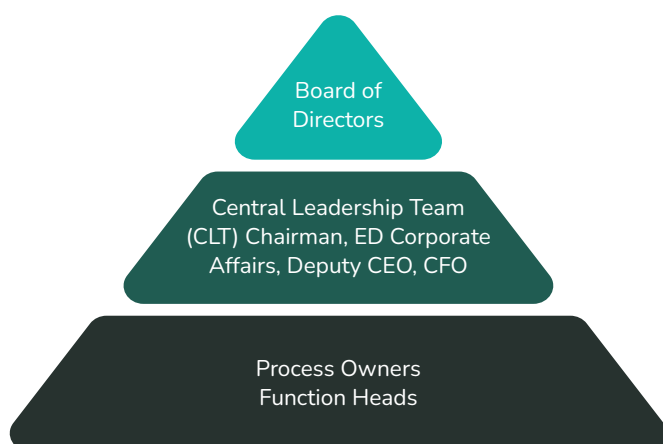 Board of
Directors
Central Leadership Team
(CLT) Chairman, ED Corporate
Affairs, Deputy CEO, CFO
Process Owners
Function Heads